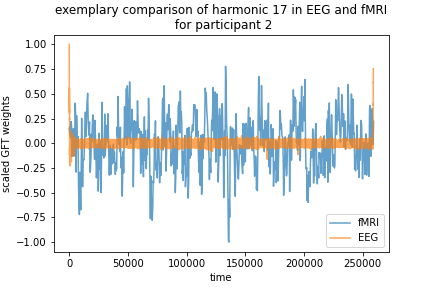 exemplary comparison of harmonic 17 in EEG and fMRI
for participant 2
1.00
0.75
0.50
0.25
0.00
−0.25
−0.50
−0.75
−1.00
scaled GFT weights
fMRI
EEG
0 50000 100000 150000 200000 250000
time